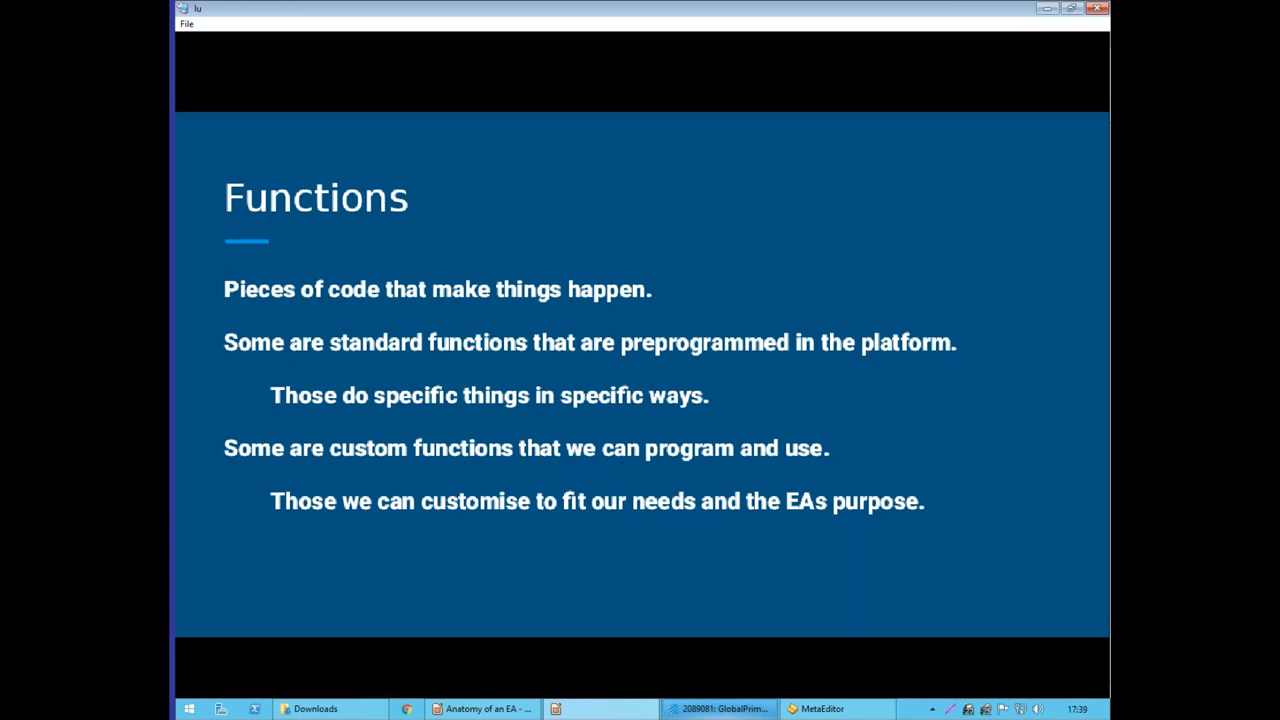 lu
File
Functions
Pieces of code that make things happen.
Some are standard functions that are preprogrammed in the platform.
Those do specific things in specific ways.
Some are custom functions that we can program and use.
Those we can customise to fit our needs and the EAs purpose.
Downloads
Anatomy of an EA - ...
2089081: GlobalPrim...
MetaEditor
17:39